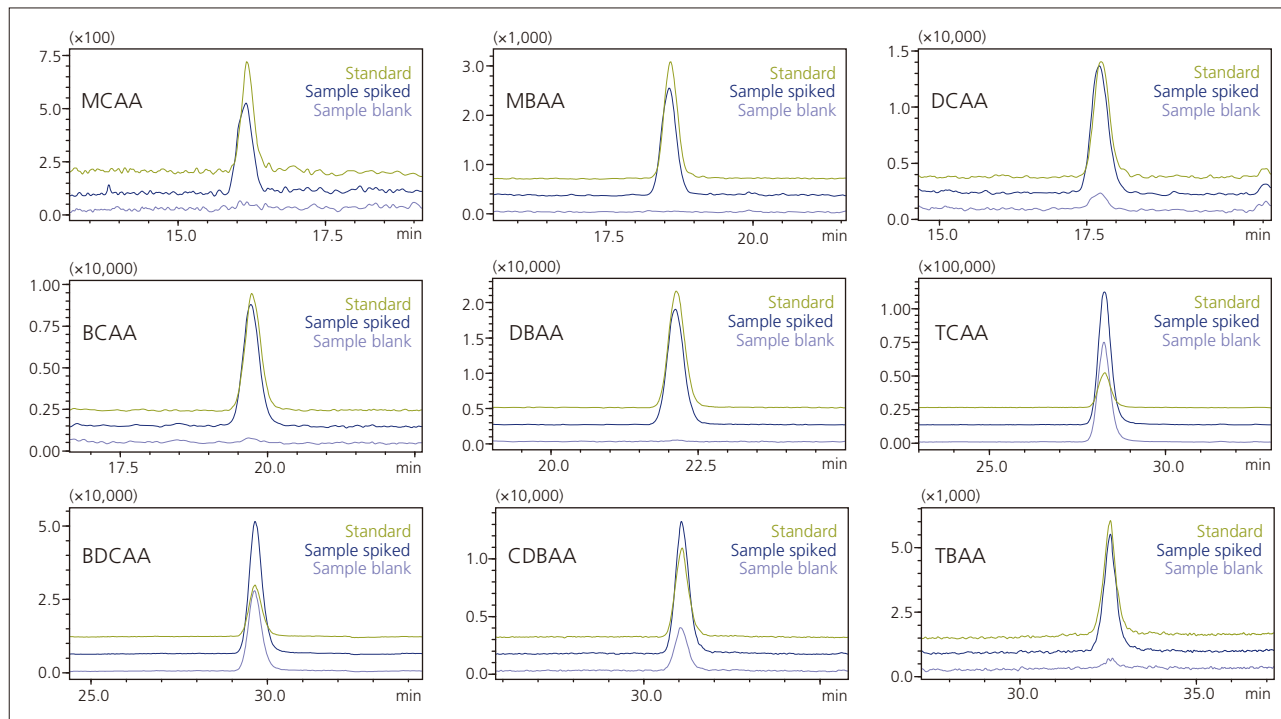 (×100)
7.5
5.0
2.5
0.0
MCAA
Standard
Sample spiked
Sample blank
15.0 17.5 min
(×1,000)
3.0
2.0
1.0
0.0
MBAA
Standard
Sample spiked
Sample blank
17.5 20.0 min
(×10,000)
1.5
1.0
0.5
0.0
DCAA
Standard
Sample spiked
Sample blank
15.0 17.5 min
(×10,000)
1.00
0.75
0.50
0.25
0.00
BCAA
Standard
Sample spiked
Sample blank
17.5 20.0 min
(×10,000)
2.0
1.5
1.0
0.5
0.0
DBAA
Standard
Sample spiked
Sample blank
20.0 22.5 min
(×100,000)
1.00
0.75
0.50
0.25
0.00
TCAA
Standard
Sample spiked
Sample blank
25.0 30.0 min
(×10,000)
5.0
2.5
0.0
BDCAA
Standard
Sample spiked
Sample blank
25.0 30.0 min
(×10,000)
1.0
0.5
0.0
CDBAA
Standard
Sample spiked
Sample blank
30.0 min
(×1,000)
5.0
2.5
0.0
TBAA
Standard
Sample spiked
Sample blank
30.0 35.0 min